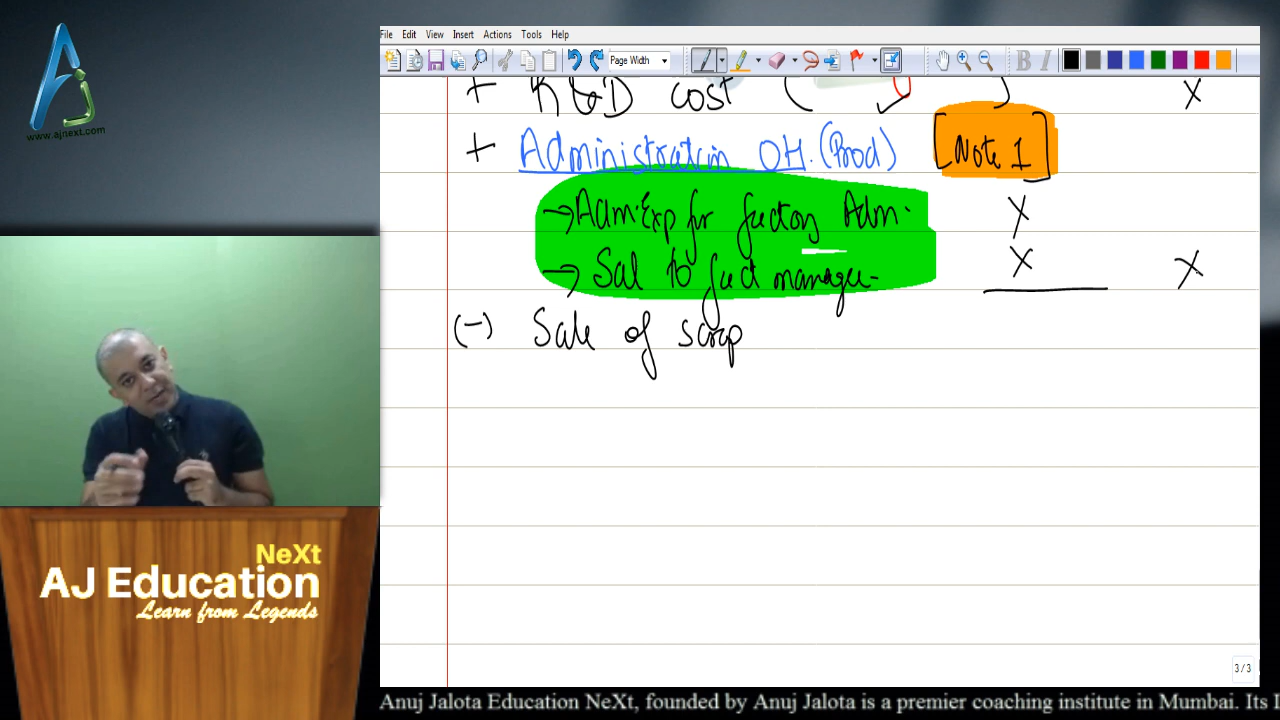 www.ajnext.com
File Edit View Insert Actions Tools Help
Page Width
B I
+ R&D cost ( ) X
+ Administration OH. (Prod) [Note 1]
→ Adm. Exp for factory Adm. X
→ Sal to fact manager X X
(-) Sale of scrap
NeXt
AJ Education
Learn from Legends
3/3
Anuj Jalota Education NeXt, founded by Anuj Jalota is a premier coaching institute in Mumbai. Its